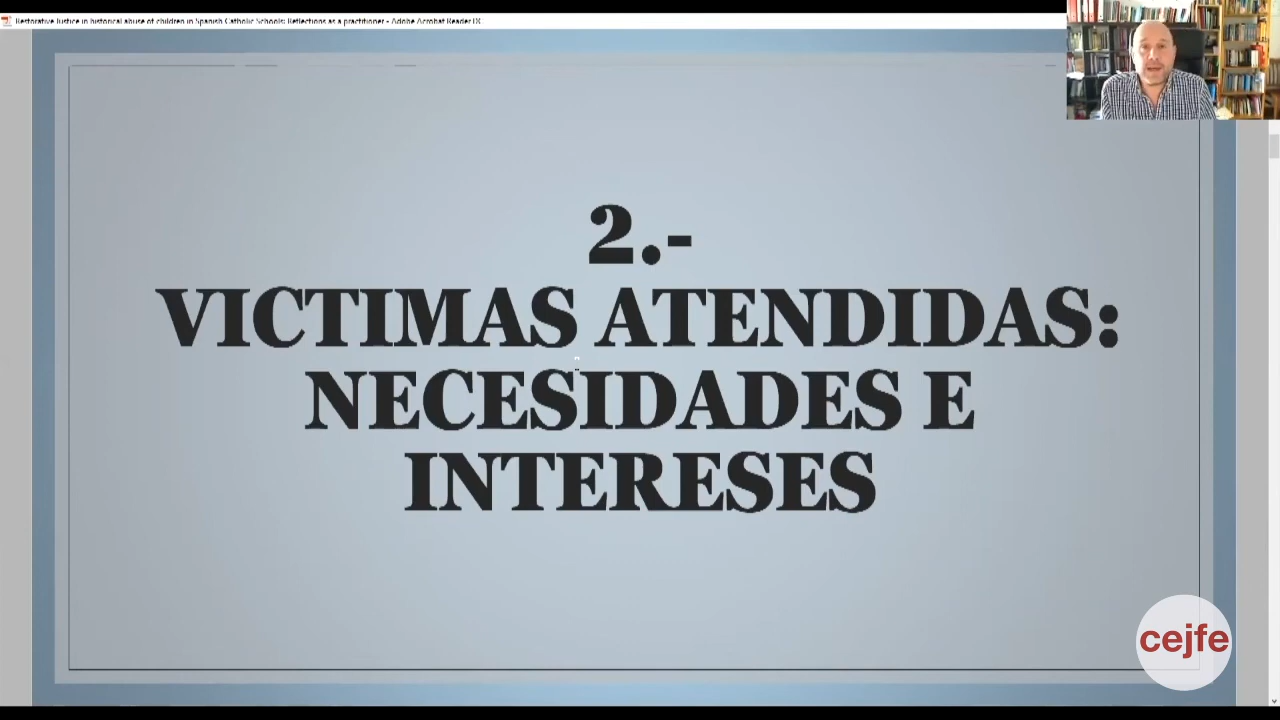 Restorative Justice in historical abuse of children in Spanish Catholic Schools: Reflections as a practitioner - Adobe Acrobat Reader DC
2.-
VICTIMAS ATENDIDAS:
NECESIDADES E
INTERESES
cejfe